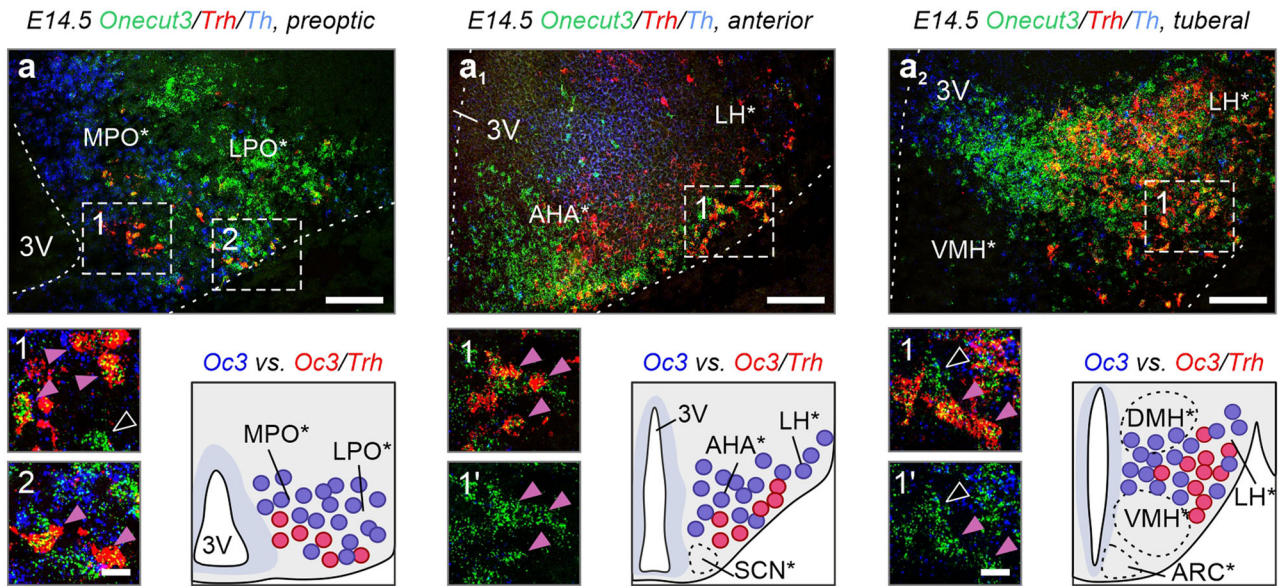 E14.5 Onecut3/Trh/Th, preoptic
a
MPO*
LPO*
1
2
3V
1
2
Oc3 vs. Oc3/Trh
MPO*
LPO*
3V
E14.5 Onecut3/Trh/Th, anterior
a1
3V
LH*
AHA*
1
1
1'
Oc3 vs. Oc3/Trh
3V
AHA*
LH*
SCN*
E14.5 Onecut3/Trh/Th, tuberal
a2
3V
LH*
1
VMH*
1
1'
Oc3 vs. Oc3/Trh
DMH*
LH*
VMH*
ARC*